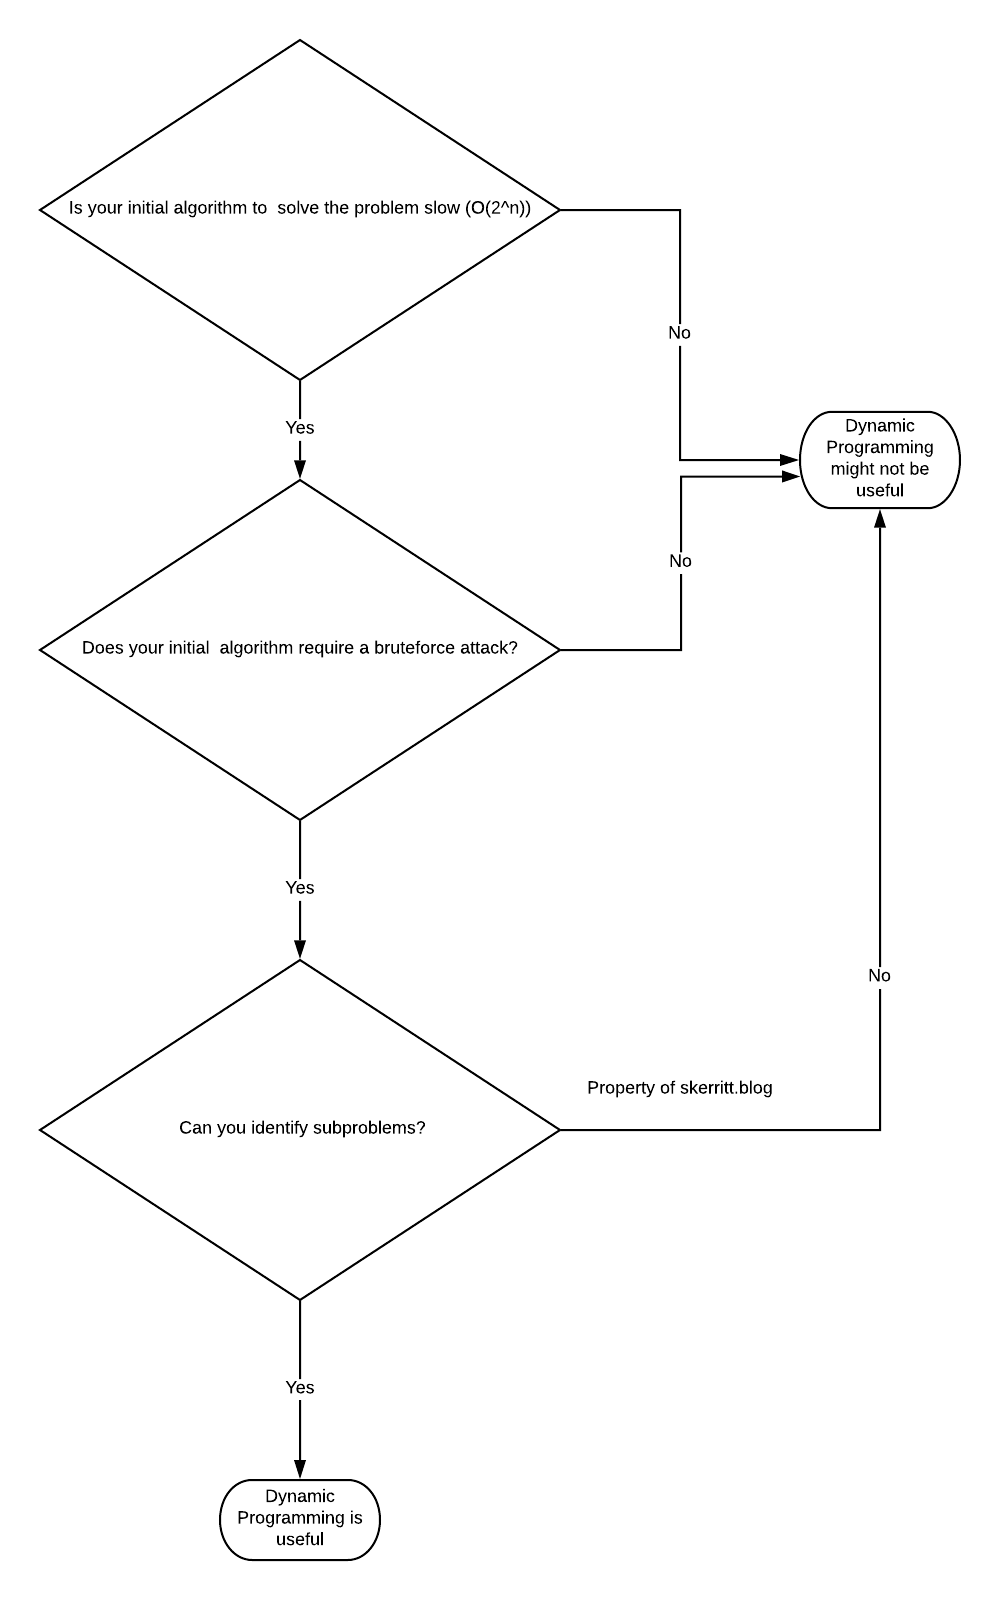 Is your initial algorithm to  solve the problem slow (O(2^n))
No
Yes
Dynamic
Programming
might not be
useful
No
Does your initial  algorithm require a bruteforce attack?
Yes
No
Property of skerritt.blog
Can you identify subproblems?
Yes
Dynamic
Programming is
useful